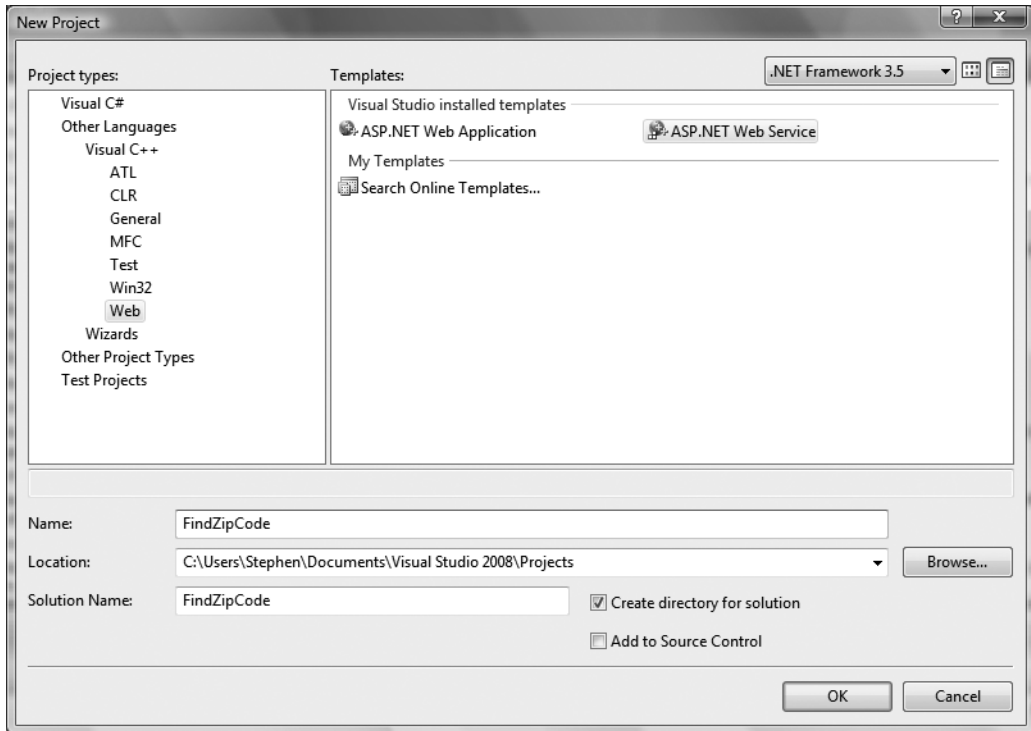 New Project
Project types:
Templates:
.NET Framework 3.5
Visual C#
Other Languages
Visual C++
ATL
CLR
General
MFC
Test
Win32
Web
Wizards
Other Project Types
Test Projects
Visual Studio installed templates
ASP.NET Web Application
ASP.NET Web Service
My Templates
Search Online Templates...
Name:
FindZipCode
Location:
C:\Users\Stephen\Documents\Visual Studio 2008\Projects
Browse...
Solution Name:
FindZipCode
Create directory for solution
Add to Source Control
OK
Cancel